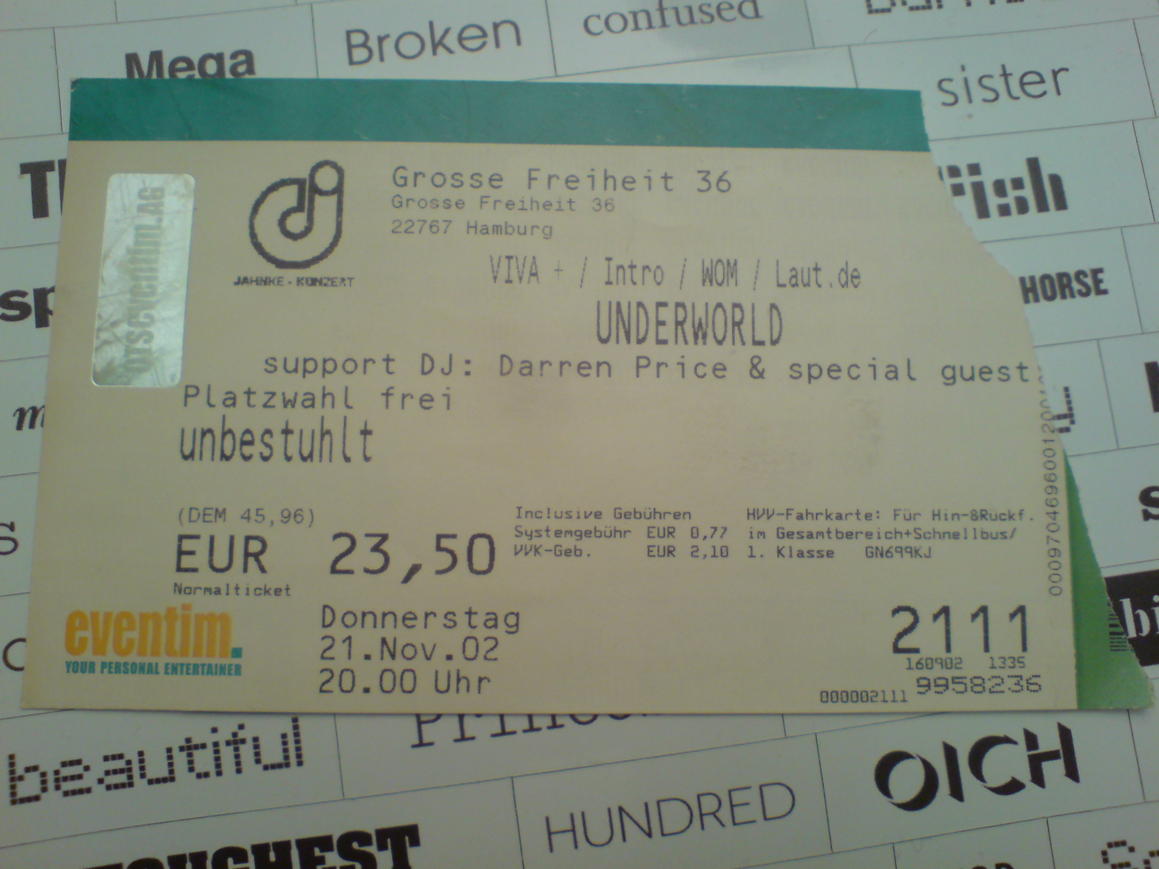 Broken
confused
Mega
sister
fish
HORSE
Grosse Freiheit 36
Grosse Freiheit 36
22767 Hamburg
JAHNKE - KONZERT
VIVA + / Intro / WOM / Laut.de
UNDERWORLD
support DJ: Darren Price & special guest
Platzwahl frei
unbestuhlt
(DEM 45,96)
EUR 23,50
Normalticket
Inclusive Gebühren
Systemgebühr EUR 0,77
VVK-Geb. EUR 2,10
HVV-Fahrkarte: Für Hin-&Rückf.
im Gesamtbereich+Schnellbus/
1. Klasse GN699KJ
eventim.
YOUR PERSONAL ENTERTAINER
Donnerstag
21.Nov.02
20.00 Uhr
2111
160902 1335
000002111 9958236
beautiful
HUNDRED
OICH